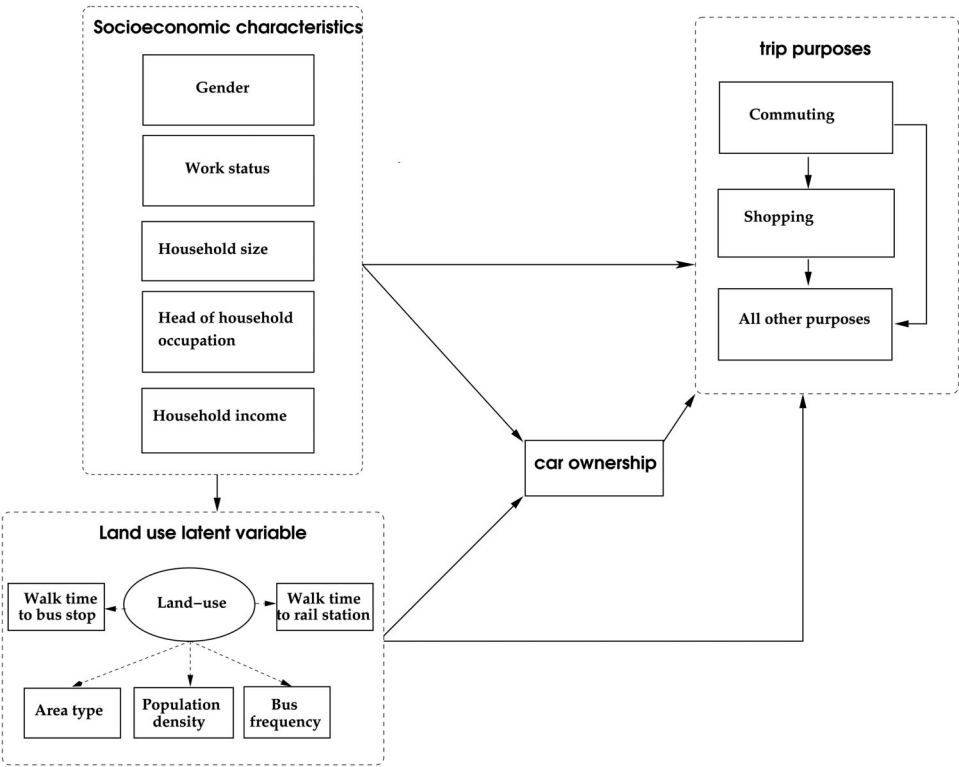 Socioeconomic characteristics
Gender
Work status
Household size
Head of household
occupation
Household income
trip purposes
Commuting
Shopping
All other purposes
car ownership
Land use latent variable
Walk time
to bus stop
Land-use
Walk time
to rail station
Area type
Population
density
Bus
frequency